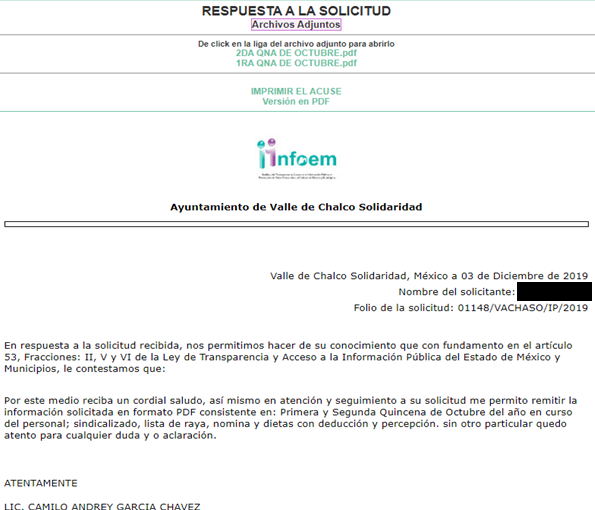 RESPUESTA A LA SOLICITUD
Archivos Adjuntos
De click en la liga del archivo adjunto para abrirlo
2DA QNA DE OCTUBRE.pdf
1RA QNA DE OCTUBRE.pdf
IMPRIMIR EL ACUSE
Versión en PDF
infoem
Ayuntamiento de Valle de Chalco Solidaridad
Valle de Chalco Solidaridad, México a 03 de Diciembre de 2019
Nombre del solicitante:
Folio de la solicitud: 01148/VACHASO/IP/2019
En respuesta a la solicitud recibida, nos permitimos hacer de su conocimiento que con fundamento en el artículo
53, Fracciones: II, V y VI de la Ley de Transparencia y Acceso a la Información Pública del Estado de México y
Municipios, le contestamos que:
Por este medio reciba un cordial saludo, así mismo en atención y seguimiento a su solicitud me permito remitir la
información solicitada en formato PDF consistente en: Primera y Segunda Quincena de Octubre del año en curso
del personal; sindicalizado, lista de raya, nomina y dietas con deducción y percepción. sin otro particular quedo
atento para cualquier duda y o aclaración.
ATENTAMENTE
LIC. CAMILO ANDREY GARCIA CHAVEZ